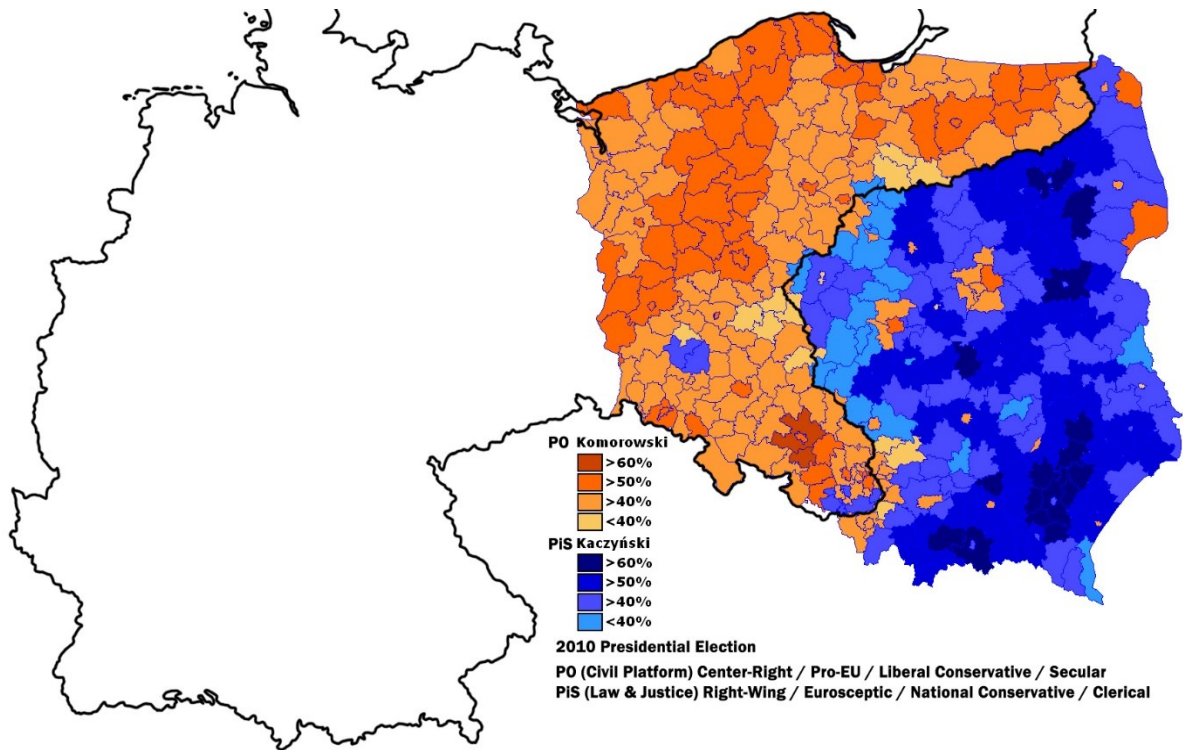 PO Komorowski
>60%
>50%
>40%
<40%
PiS Kaczyński
>60%
>50%
>40%
<40%
2010 Presidential Election
PO (Civil Platform) Center-Right / Pro-EU / Liberal Conservative / Secular
PiS (Law & Justice) Right-Wing / Eurosceptic / National Conservative / Clerical